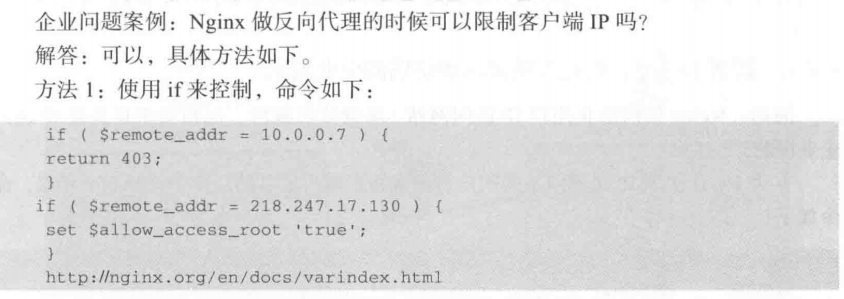 企业问题案例：Nginx 做反向代理的时候可以限制客户端 IP 吗？
解答：可以，具体方法如下。
方法 1：使用 if 来控制，命令如下：
if ( $remote_addr = 10.0.0.7 ) {
return 403;
}
if ( $remote_addr = 218.247.17.130 ) {
set $allow_access_root 'true';
}
http://nginx.org/en/docs/varindex.html